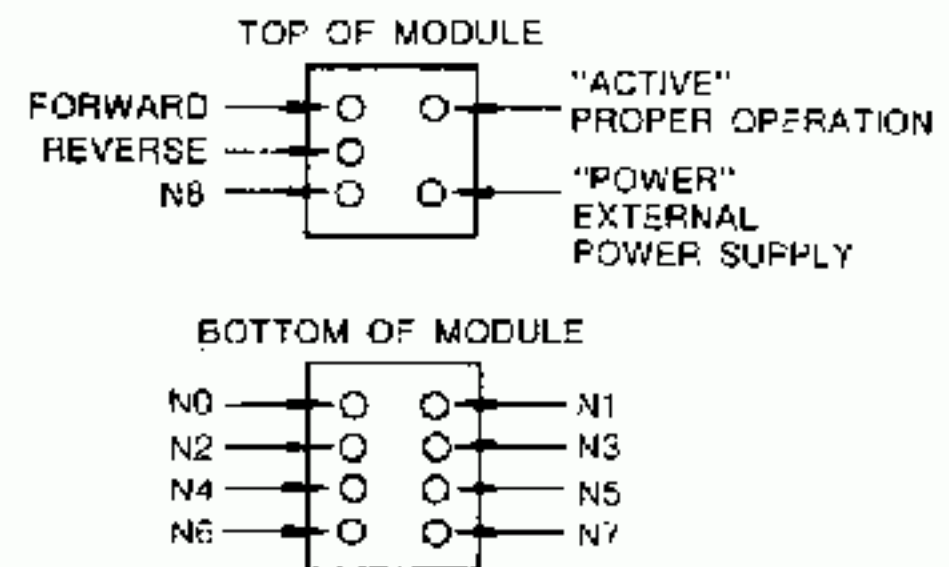 TOP OF MODULE
FORWARD
REVERSE
N8
"ACTIVE"
PROPER OPERATION
"POWER"
EXTERNAL
POWER SUPPLY
BOTTOM OF MODULE
N0
N2
N4
N6
N1
N3
N5
N7